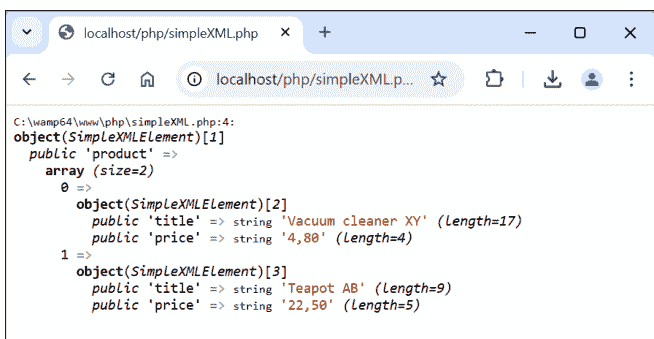 localhost/php/simpleXML.php
localhost/php/simpleXML.p...
C:\wamp64\www\php\simpleXML.php:4:
object(SimpleXMLElement)[1]
public 'product' =>
array (size=2)
0 =>
object(SimpleXMLElement)[2]
public 'title' => string 'Vacuum cleaner XY' (length=17)
public 'price' => string '4,80' (length=4)
1 =>
object(SimpleXMLElement)[3]
public 'title' => string 'Teapot AB' (length=9)
public 'price' => string '22,50' (length=5)